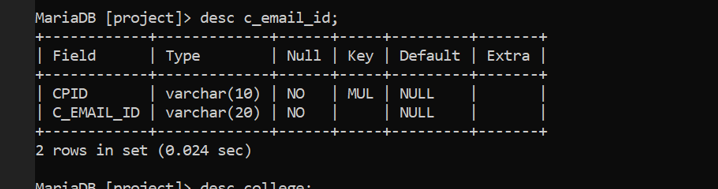 MariaDB [project]> desc c_email_id;
+-----------+-------------+------+-----+---------+-------+
| Field     | Type        | Null | Key | Default | Extra |
+-----------+-------------+------+-----+---------+-------+
| CPID      | varchar(10) | NO   | MUL | NULL    |       |
| C_EMAIL_ID | varchar(20) | NO   |     | NULL    |       |
+-----------+-------------+------+-----+---------+-------+
2 rows in set (0.024 sec)
MariaDB [project]> desc college;